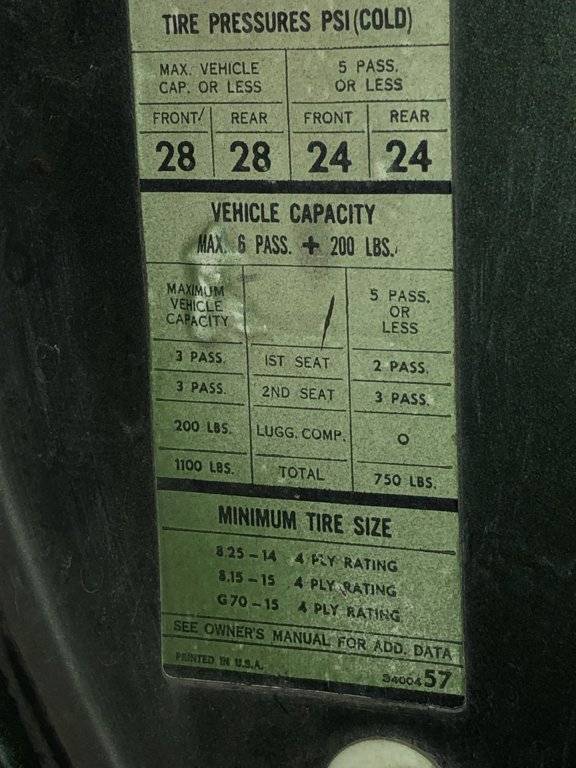 TIRE PRESSURES PSI (COLD)
MAX. VEHICLE CAP. OR LESS
5 PASS. OR LESS
FRONT REAR FRONT REAR
28 28 24 24
VEHICLE CAPACITY
MAX. 6 PASS. + 200 LBS.
MAXIMUM VEHICLE CAPACITY
5 PASS. OR LESS
3 PASS. 1ST SEAT 2 PASS.
3 PASS. 2ND SEAT 3 PASS.
200 LBS. LUGG. COMP. 0
1100 LBS. TOTAL 750 LBS.
MINIMUM TIRE SIZE
8.25-14 4 PLY RATING
8.15-15 4 PLY RATING
G70-15 4 PLY RATING
SEE OWNER'S MANUAL FOR ADD. DATA
PRINTED IN U.S.A. 3400457